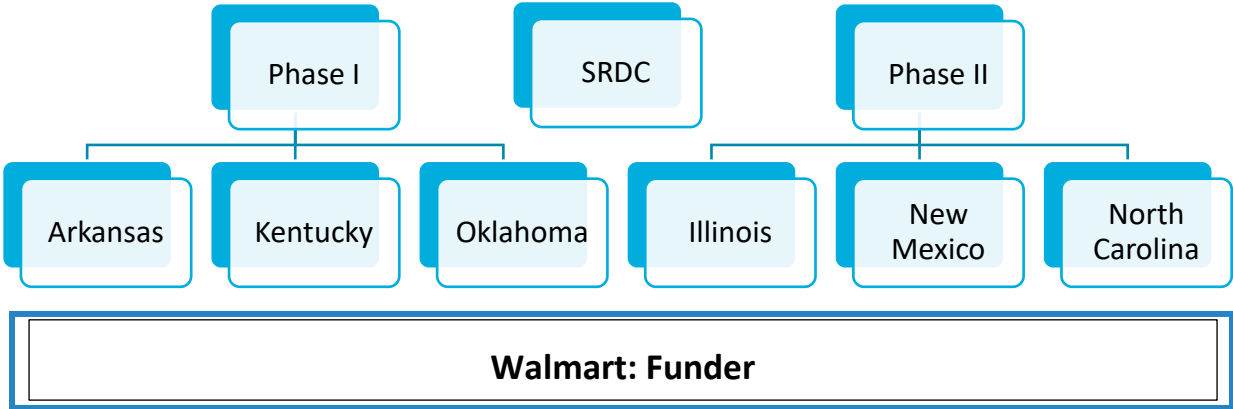 Phase I
SRDC
Phase II
Arkansas
Kentucky
Oklahoma
Illinois
New
Mexico
North
Carolina
Walmart: Funder